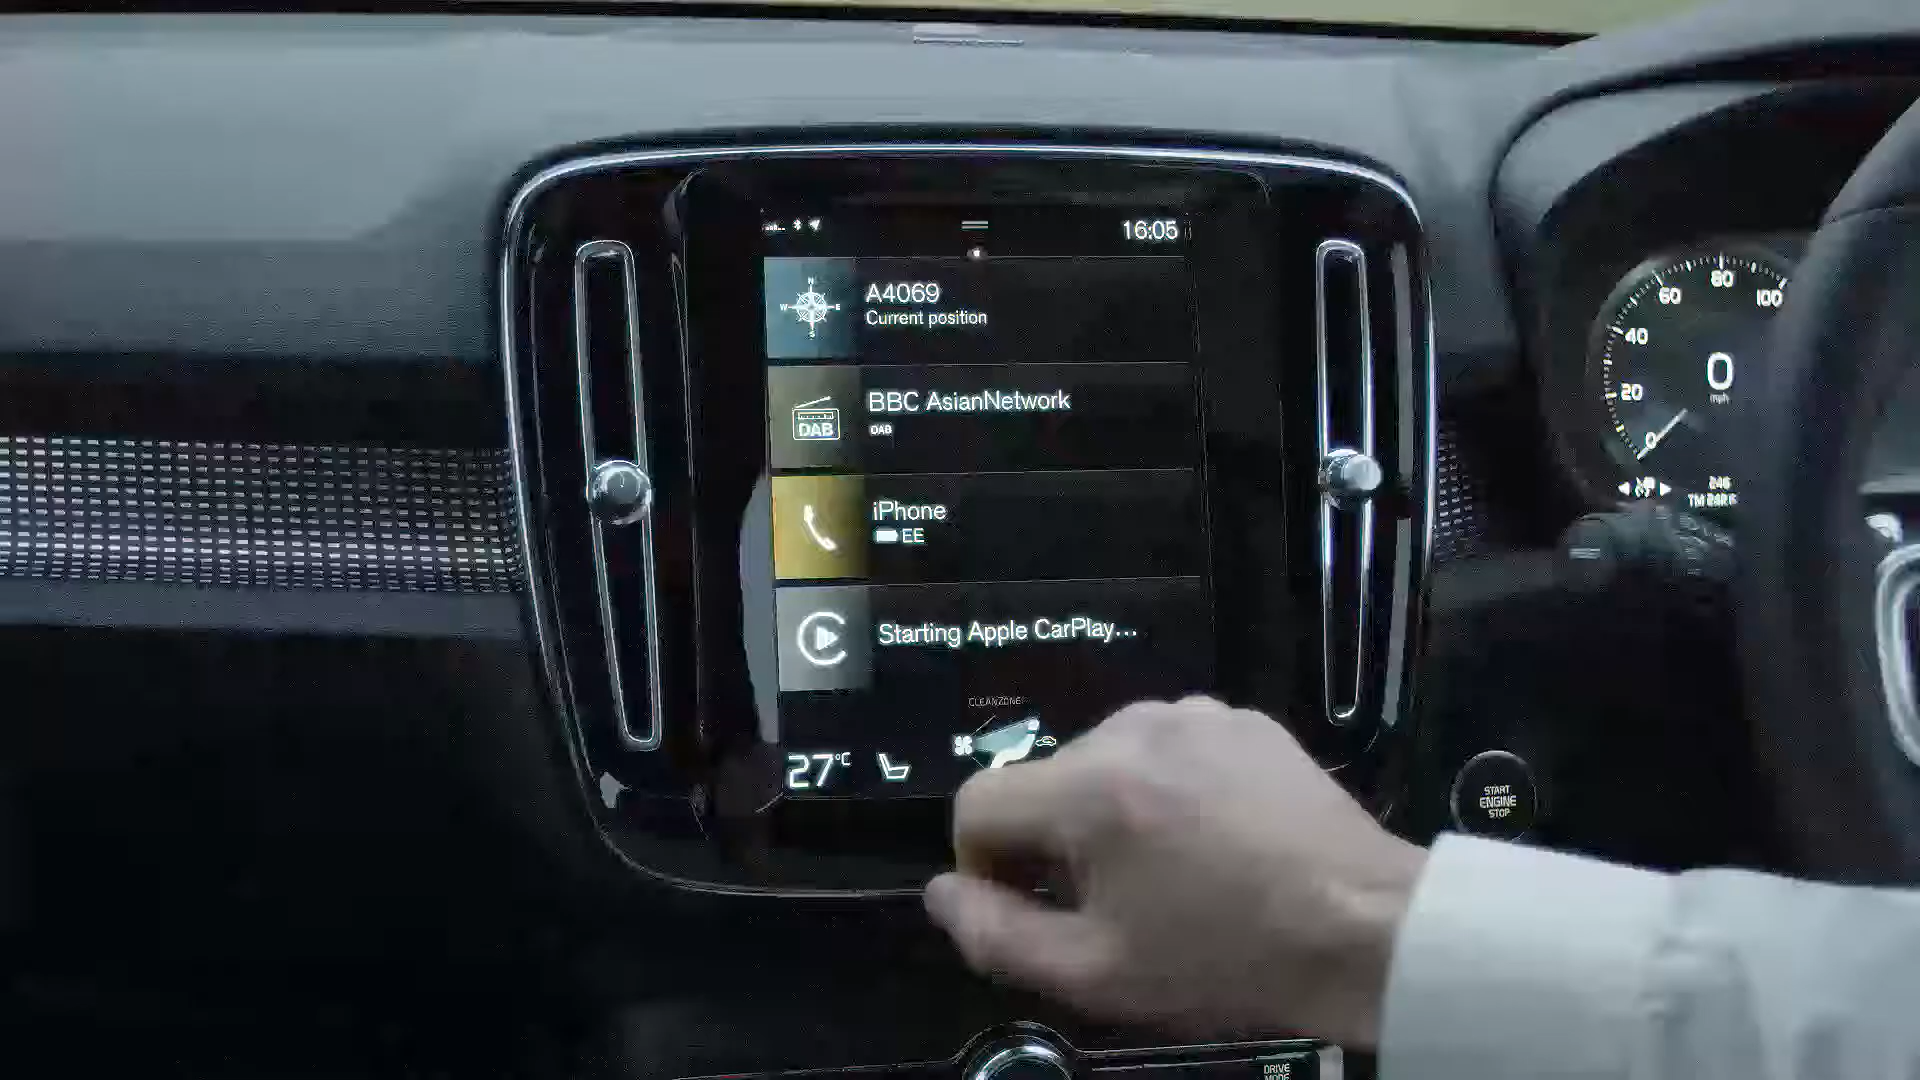 16:05
N
W E
S
A4069
Current position
BBC AsianNetwork
DAB
DAB
iPhone
EE
Starting Apple CarPlay...
CLEANZONE
27°C
0
20
40
60
80
100
0
mph
246
START
ENGINE
STOP
DRIVE
MODE